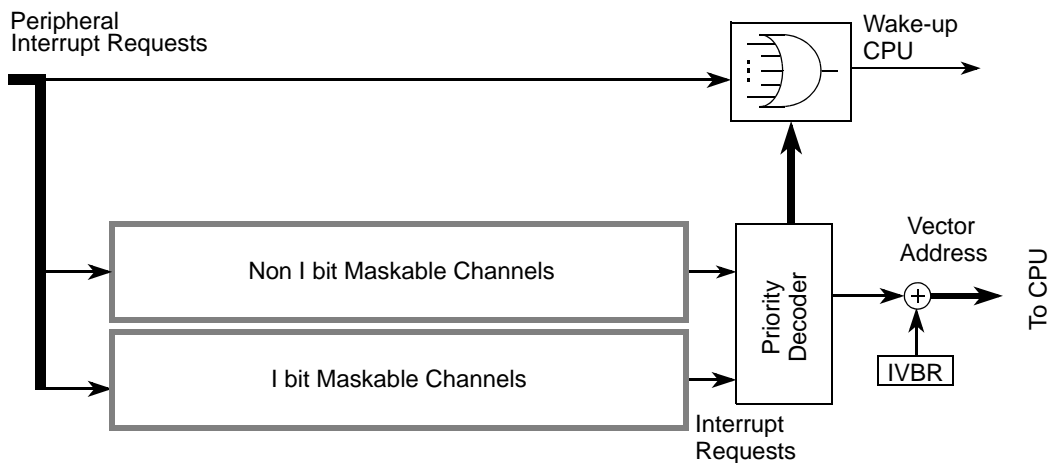 Peripheral
Interrupt Requests
Wake-up
CPU
Non I bit Maskable Channels
I bit Maskable Channels
Priority
Decoder
Interrupt
Requests
Vector
Address
IVBR
To CPU